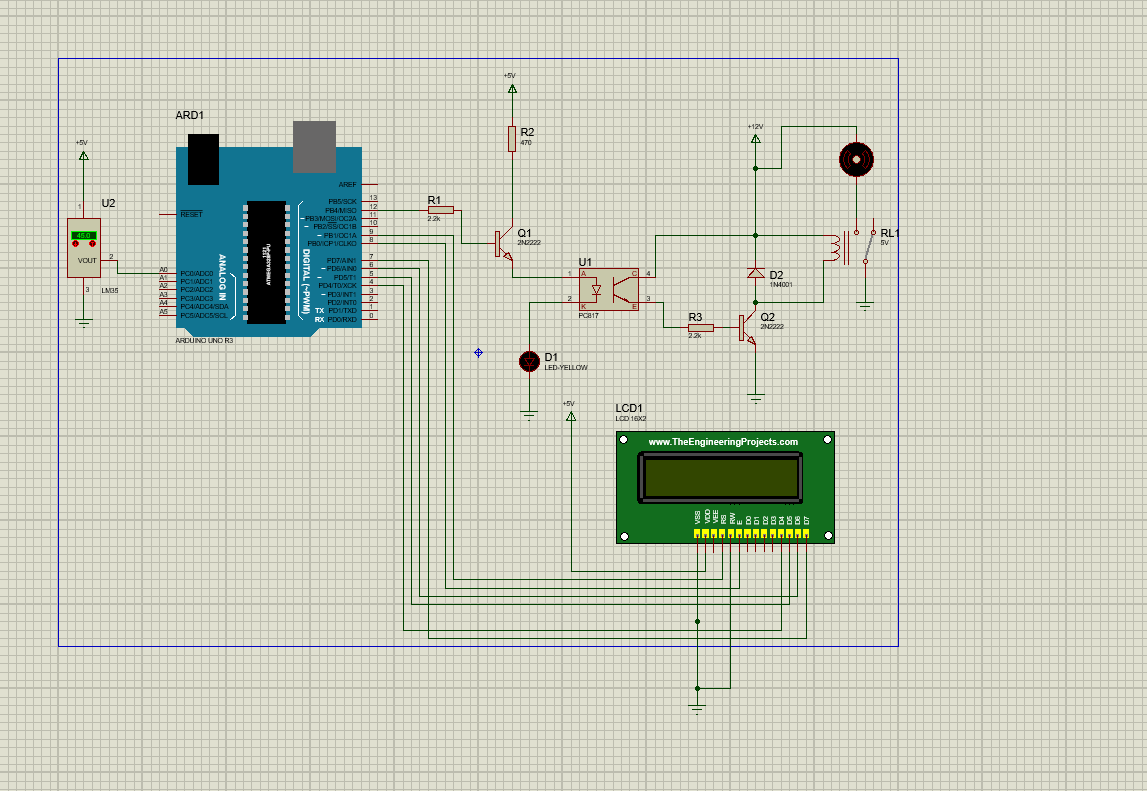 ARD1
+5V
U2
1
45.0
VOUT
2
3
LM35
RESET
AREF
PB5/SCK
13
PB4/MISO
12
PB3/MOSI/OC2A
11
PB2/SS/OC1B
10
PB1/OC1A
9
PB0/ICP1/CLKO
8
PD7/AIN1
7
PD6/AIN0
6
PD5/T1
5
PD4/T0/XCK
4
PD3/INT1
3
PD2/INT0
2
TX
PD1/TXD
1
RX
PD0/RXD
0
A0
PC0/ADC0
A1
PC1/ADC1
A2
PC2/ADC2
A3
PC3/ADC3
A4
PC4/ADC4/SDA
A5
PC5/ADC5/SCL
ANALOG IN
DIGITAL (~PWM)
1121
ARDUINO UNO R3
R1
2.2k
+5V
R2
470
Q1
2N2222
U1
1
A
C
4
2
K
E
3
PC817
D1
LED-YELLOW
+12V
RL1
5V
D2
1N4001
R3
2.2k
Q2
2N2222
+5V
LCD1
LCD 16X2
www.TheEngineeringProjects.com
VSS
VDD
VEE
RS
RW
E
D0
D1
D2
D3
D4
D5
D6
D7